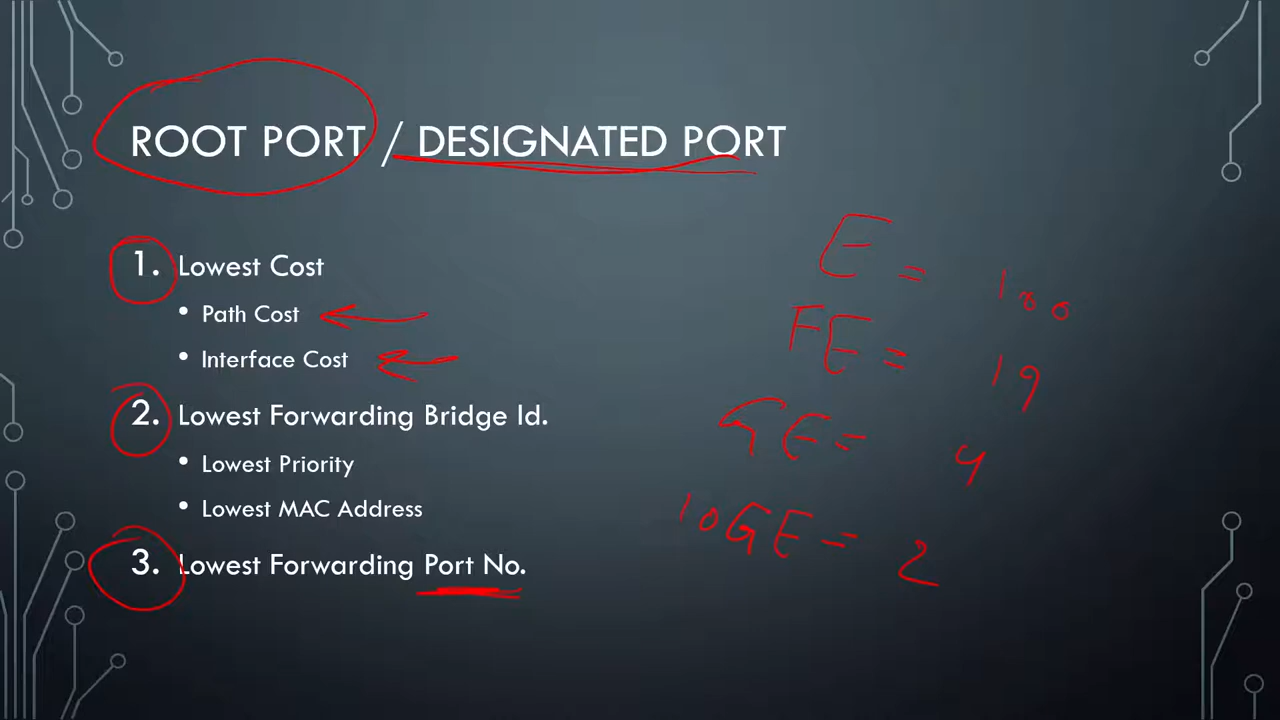 ROOT PORT / DESIGNATED PORT
1. Lowest Cost
• Path Cost
• Interface Cost
2. Lowest Forwarding Bridge Id.
• Lowest Priority
• Lowest MAC Address
3. Lowest Forwarding Port No.
E = 100
FE = 19
GE = 4
10GE = 2